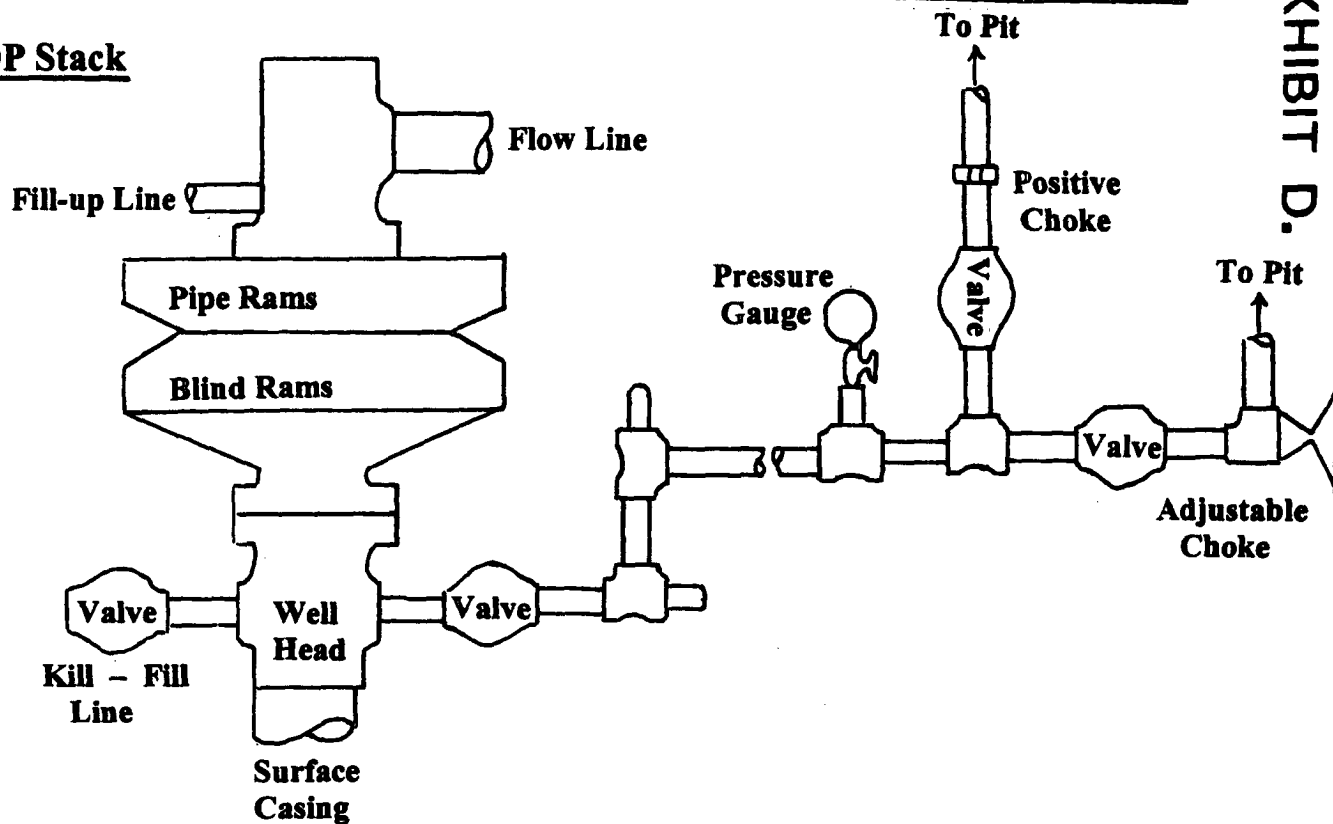 To Pit
P Stack
Flow Line
Fill-up Line
Positive
Choke
XHIBIT D.
Pressure
Gauge
Valve
To Pit
Pipe Rams
Blind Rams
Valve
Adjustable
Choke
Valve
Well
Head
Valve
Kill – Fill
Line
Surface
Casing